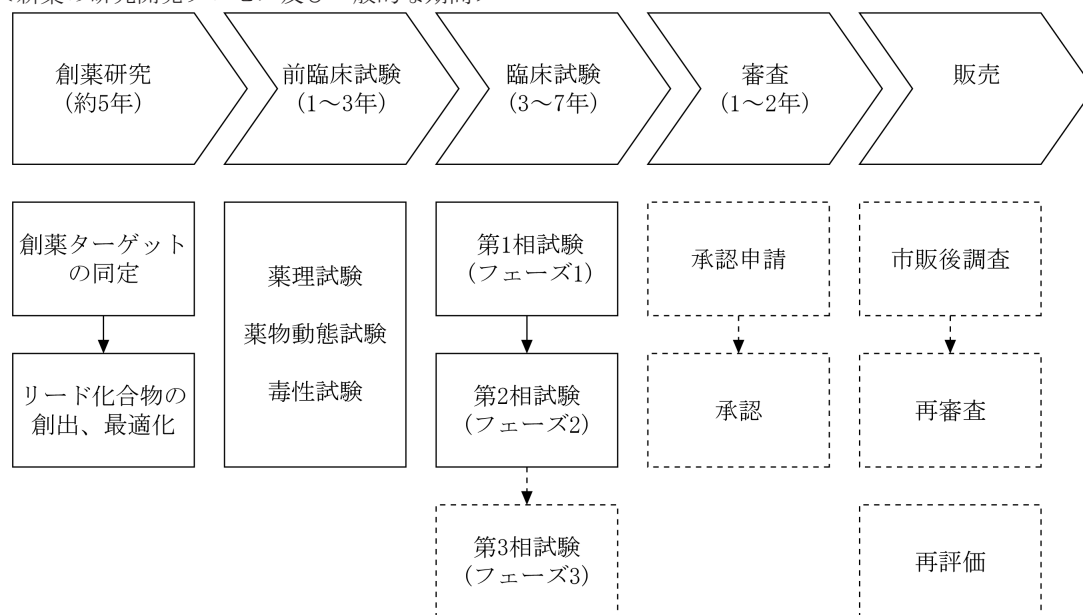 創薬研究
(約5年)
前臨床試験
(1～3年)
臨床試験
(3～7年)
審査
(1～2年)
販売
創薬ターゲット
の同定
リード化合物の
創出、最適化
薬理試験
薬物動態試験
毒性試験
第1相試験
(フェーズ1)
第2相試験
(フェーズ2)
第3相試験
(フェーズ3)
承認申請
承認
市販後調査
再審査
再評価